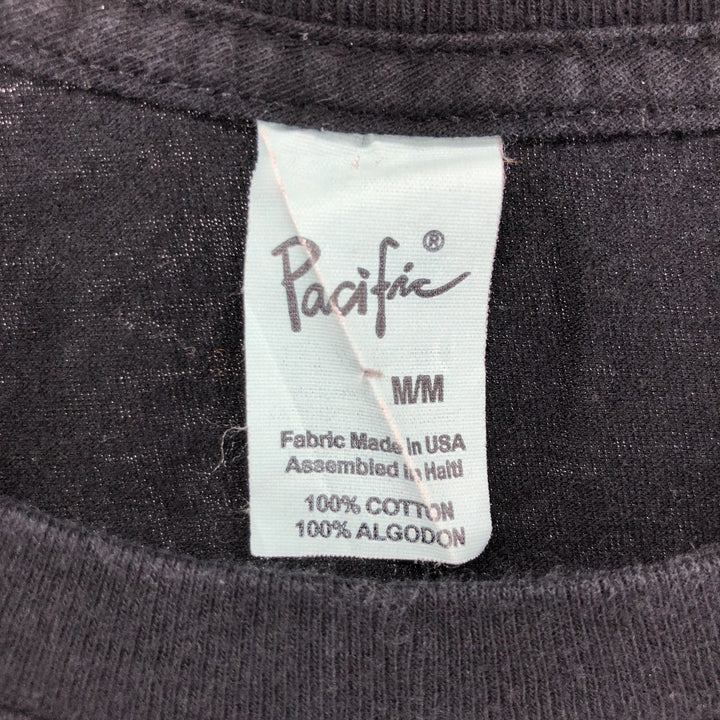 Pacific®
M/M
Fabric Made in USA
Assembled in Haiti
100% COTTON
100% ALGODON